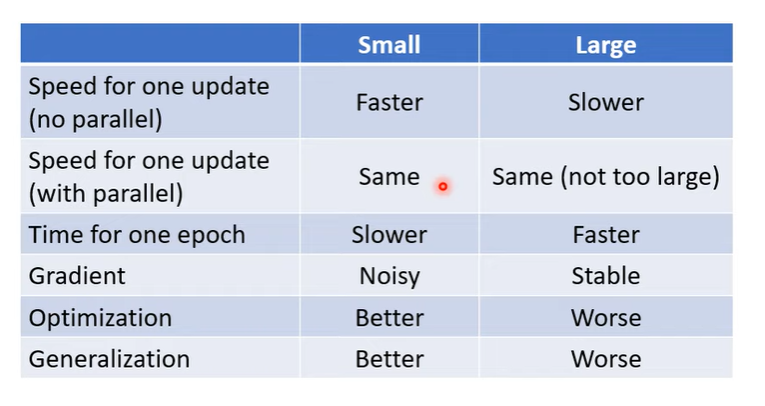 Small Large
Speed for one update
(no parallel)
Faster Slower
Speed for one update
(with parallel)
Same Same (not too large)
Time for one epoch Slower Faster
Gradient Noisy Stable
Optimization Better Worse
Generalization Better Worse